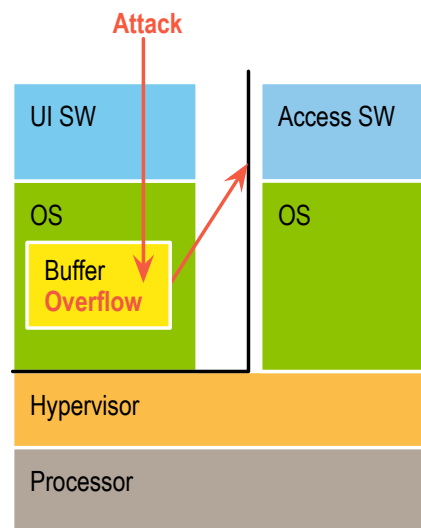 Attack
UI SW
Access SW
OS
OS
Buffer
Overflow
Hypervisor
Processor